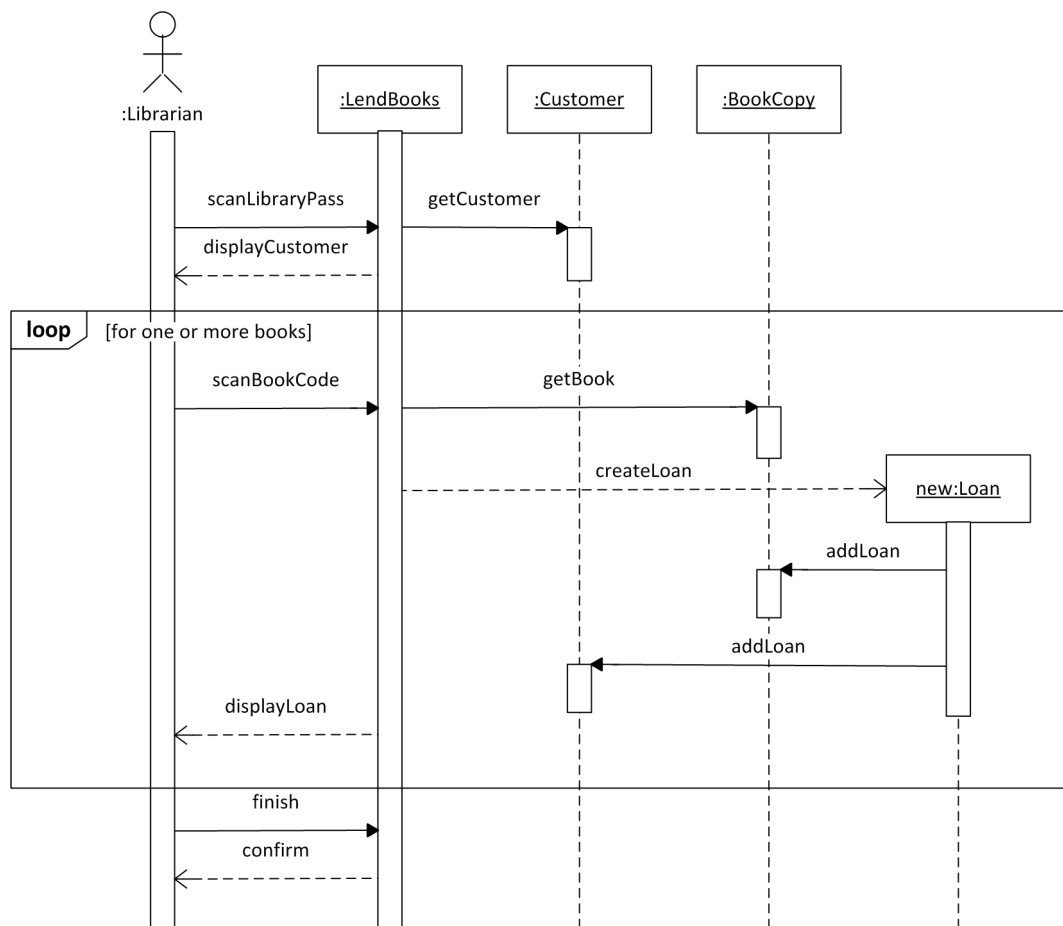 :Librarian
:LendBooks
:Customer
:BookCopy
scanLibraryPass
getCustomer
displayCustomer
loop
[for one or more books]
scanBookCode
getBook
createLoan
new:Loan
addLoan
addLoan
displayLoan
finish
confirm